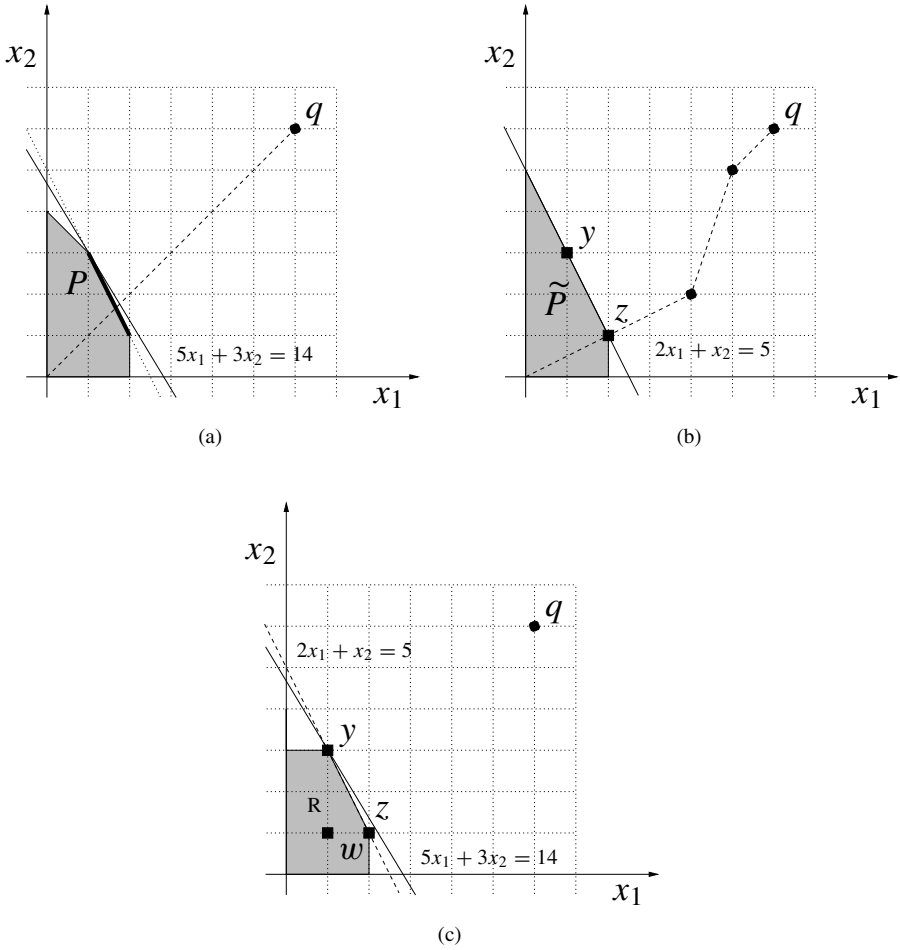 x2
q
P
5x1 + 3x2 = 14
x1
(a)
x2
q
y
P̃
z
2x1 + x2 = 5
x1
(b)
x2
q
2x1 + x2 = 5
y
R
z
w
5x1 + 3x2 = 14
x1
(c)